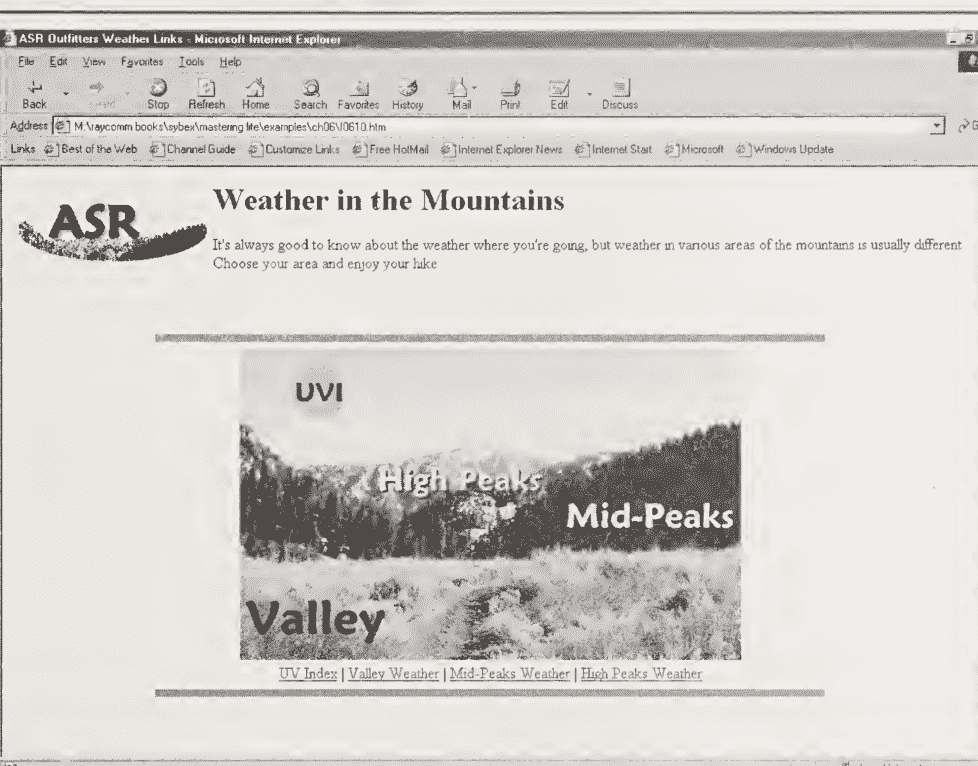 ASR Outfitters Weather Links - Microsoft Internet Explorer
File Edit View Favorites Tools Help
Back Stop Refresh Home Search Favorites History Mail Print Edit Discuss
Address M:\raycomm books\sybex\mastering lite\examples\ch06\f0610.htm
Links Best of the Web Channel Guide Customize Links Free HotMail Internet Explorer News Internet Start Microsoft Windows Update
ASR
Weather in the Mountains
It's always good to know about the weather where you're going, but weather in various areas of the mountains is usually different
Choose your area and enjoy your hike
UVI
High Peaks
Mid-Peaks
Valley
UV Index | Valley Weather | Mid-Peaks Weather | High Peaks Weather